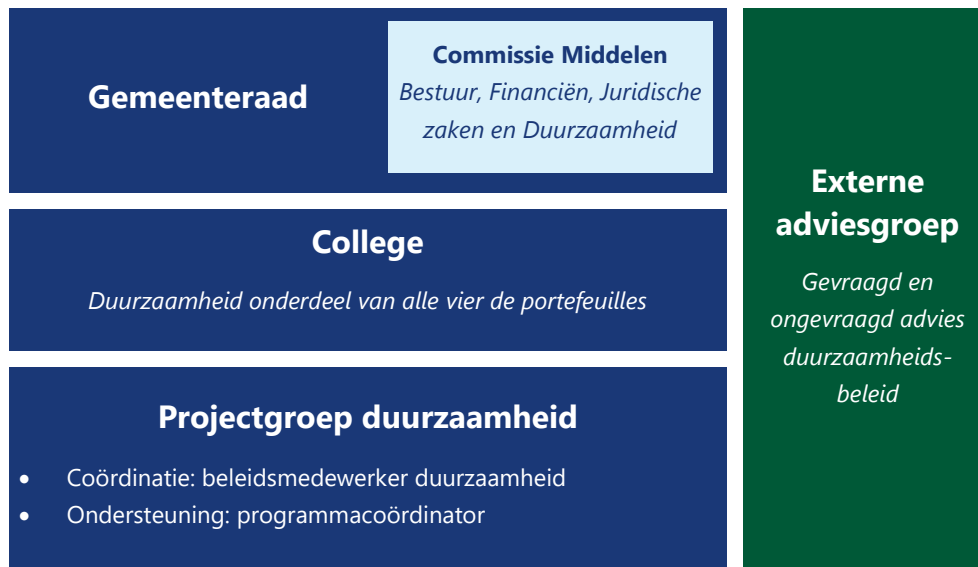 Gemeenteraad
Commissie Middelen
Bestuur, Financiën, Juridische
zaken en Duurzaamheid
College
Duurzaamheid onderdeel van alle vier de portefeuilles
Projectgroep duurzaamheid
• Coördinatie: beleidsmedewerker duurzaamheid
• Ondersteuning: programmacoördinator
Externe
adviesgroep
Gevraagd en
ongevraagd advies
duurzaamheids-
beleid